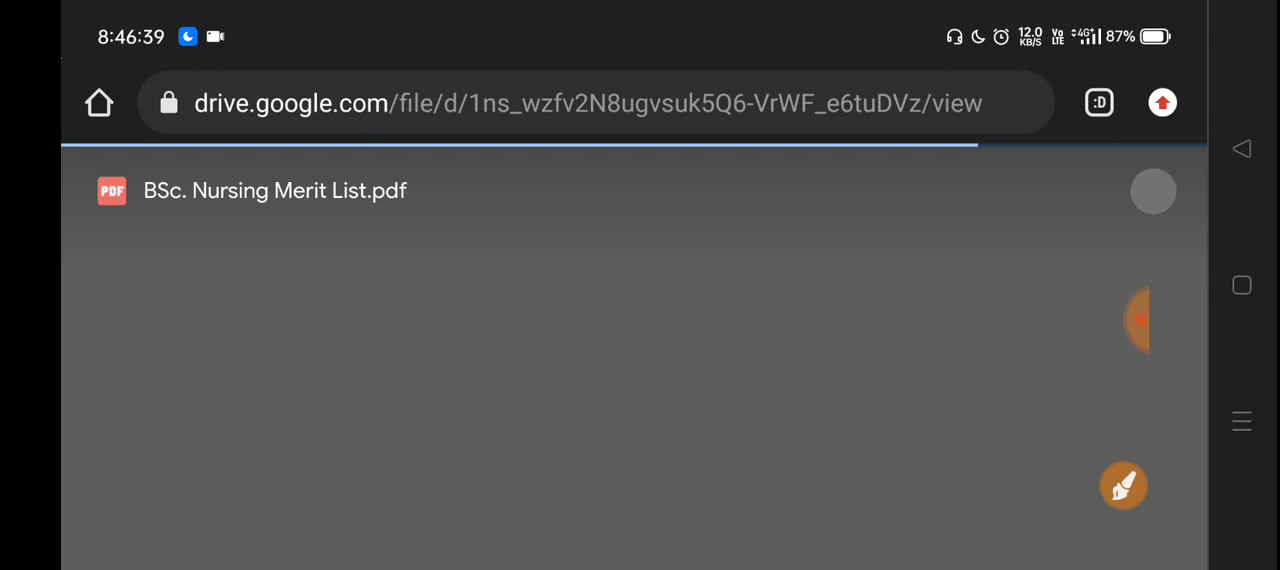 8:46:39 12.0 KB/S Vo LTE 4G+ 87%
drive.google.com/file/d/1ns_wzfv2N8ugvsuk5Q6-VrWF_e6tuDVz/view :D
PDF BSc. Nursing Merit List.pdf